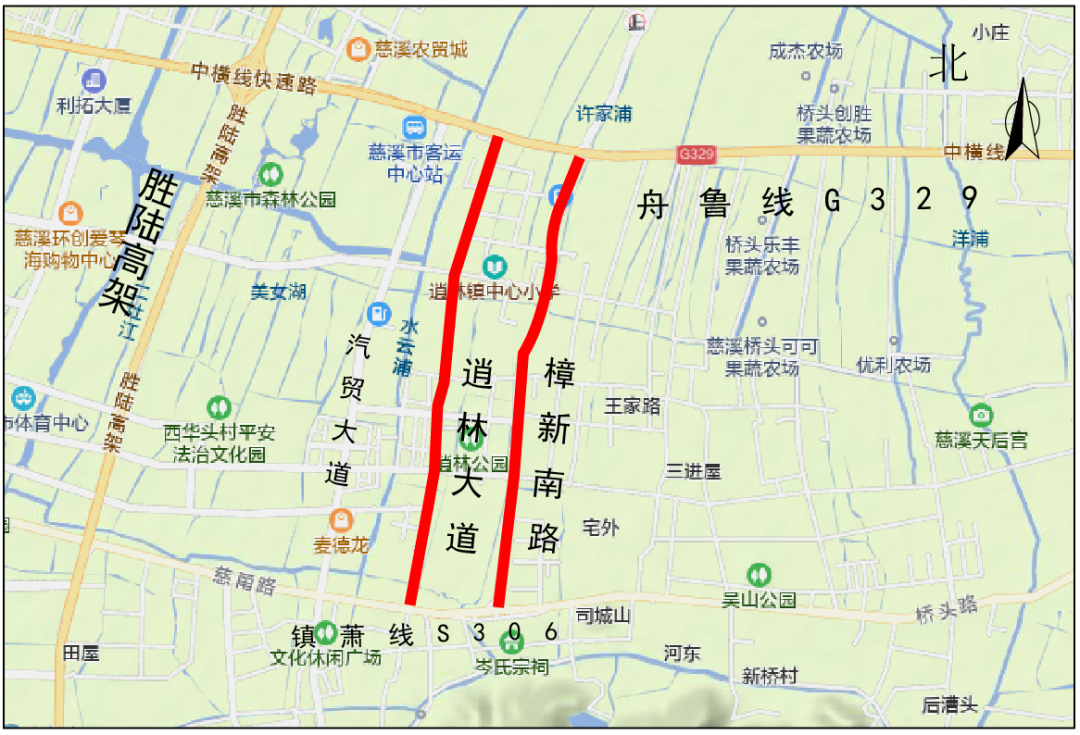 小庄
北
慈溪农贸城
成杰农场
中横线快速路
利拓大厦
胜陆高架
许家浦
桥头创胜
果蔬农场
慈溪市客运
中心站
G329
中横线
胜陆高架
慈溪市森林公园
舟鲁线G329
慈溪环创爱琴
海购物中心
桥头乐丰
果蔬农场
洋浦
美女湖
逍林镇中心小学
水云浦
汽贸大道
慈溪桥头可可
果蔬农场
优利农场
胜陆高架
逍林大道
樟新南路
王家路
市体育中心
西华头村平安
法治文化园
慈溪天后宫
逍林公园
三进屋
宅外
麦德龙
慈甬路
吴山公园
桥头路
司城山
镇萧线S306
田屋
文化休闲广场
岑氏宗祠
河东
新桥村
后漕头